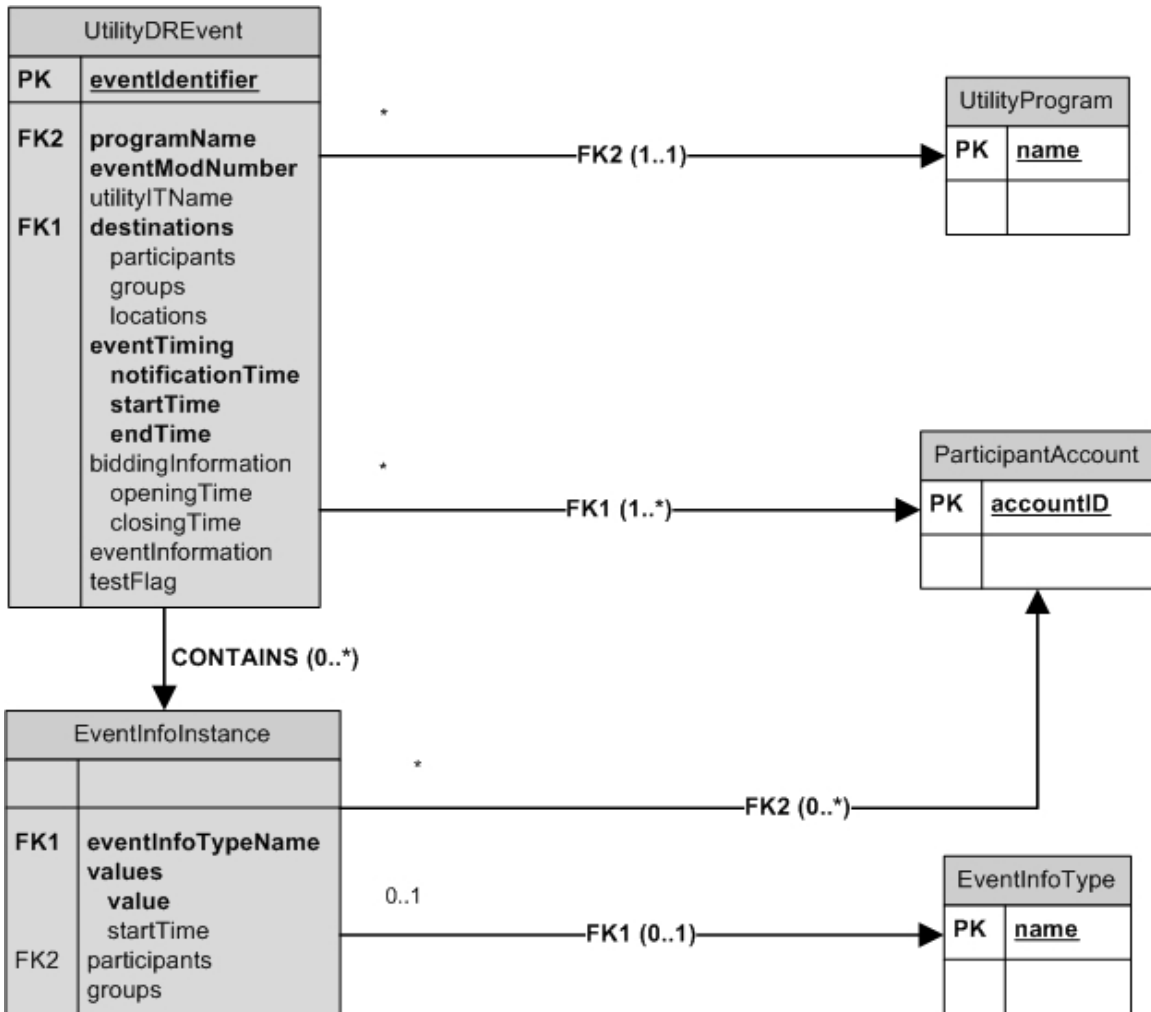 UtilityDREvent
PK eventIdentifier
FK2 programName
eventModNumber
utilityITName
FK1 destinations
participants
groups
locations
eventTiming
notificationTime
startTime
endTime
biddingInformation
openingTime
closingTime
eventInformation
testFlag
*
FK2 (1..1)
UtilityProgram
PK name
*
FK1 (1..*)
ParticipantAccount
PK accountID
CONTAINS (0..*)
EventInfoInstance
*
FK2 (0..*)
FK1 eventInfoTypeName
values
value
startTime
FK2 participants
groups
0..1
FK1 (0..1)
EventInfoType
PK name